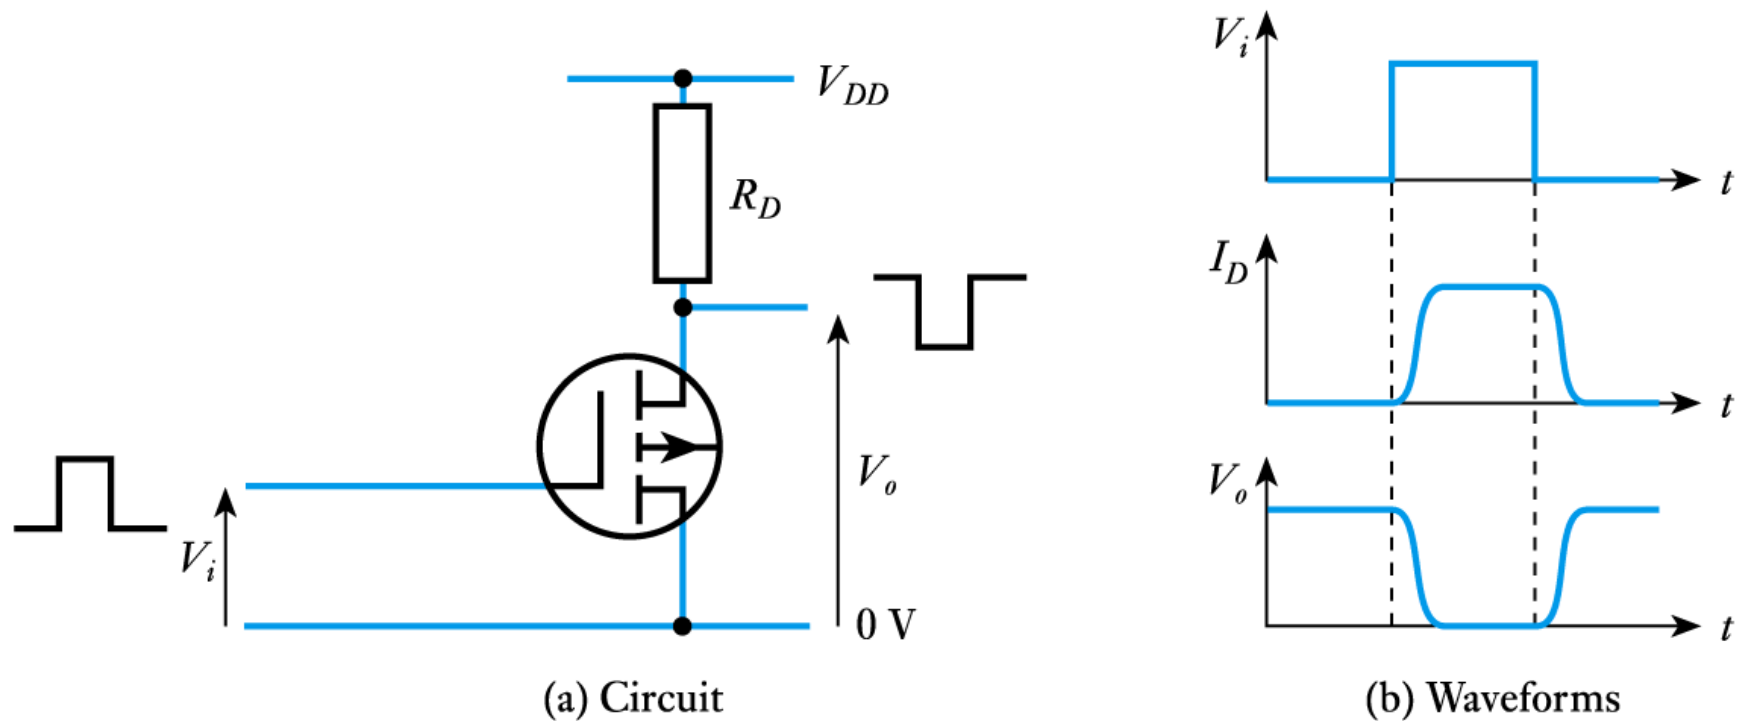 V_DD
R_D
V_o
V_i
0 V
(a) Circuit
V_i
t
I_D
t
V_o
t
(b) Waveforms